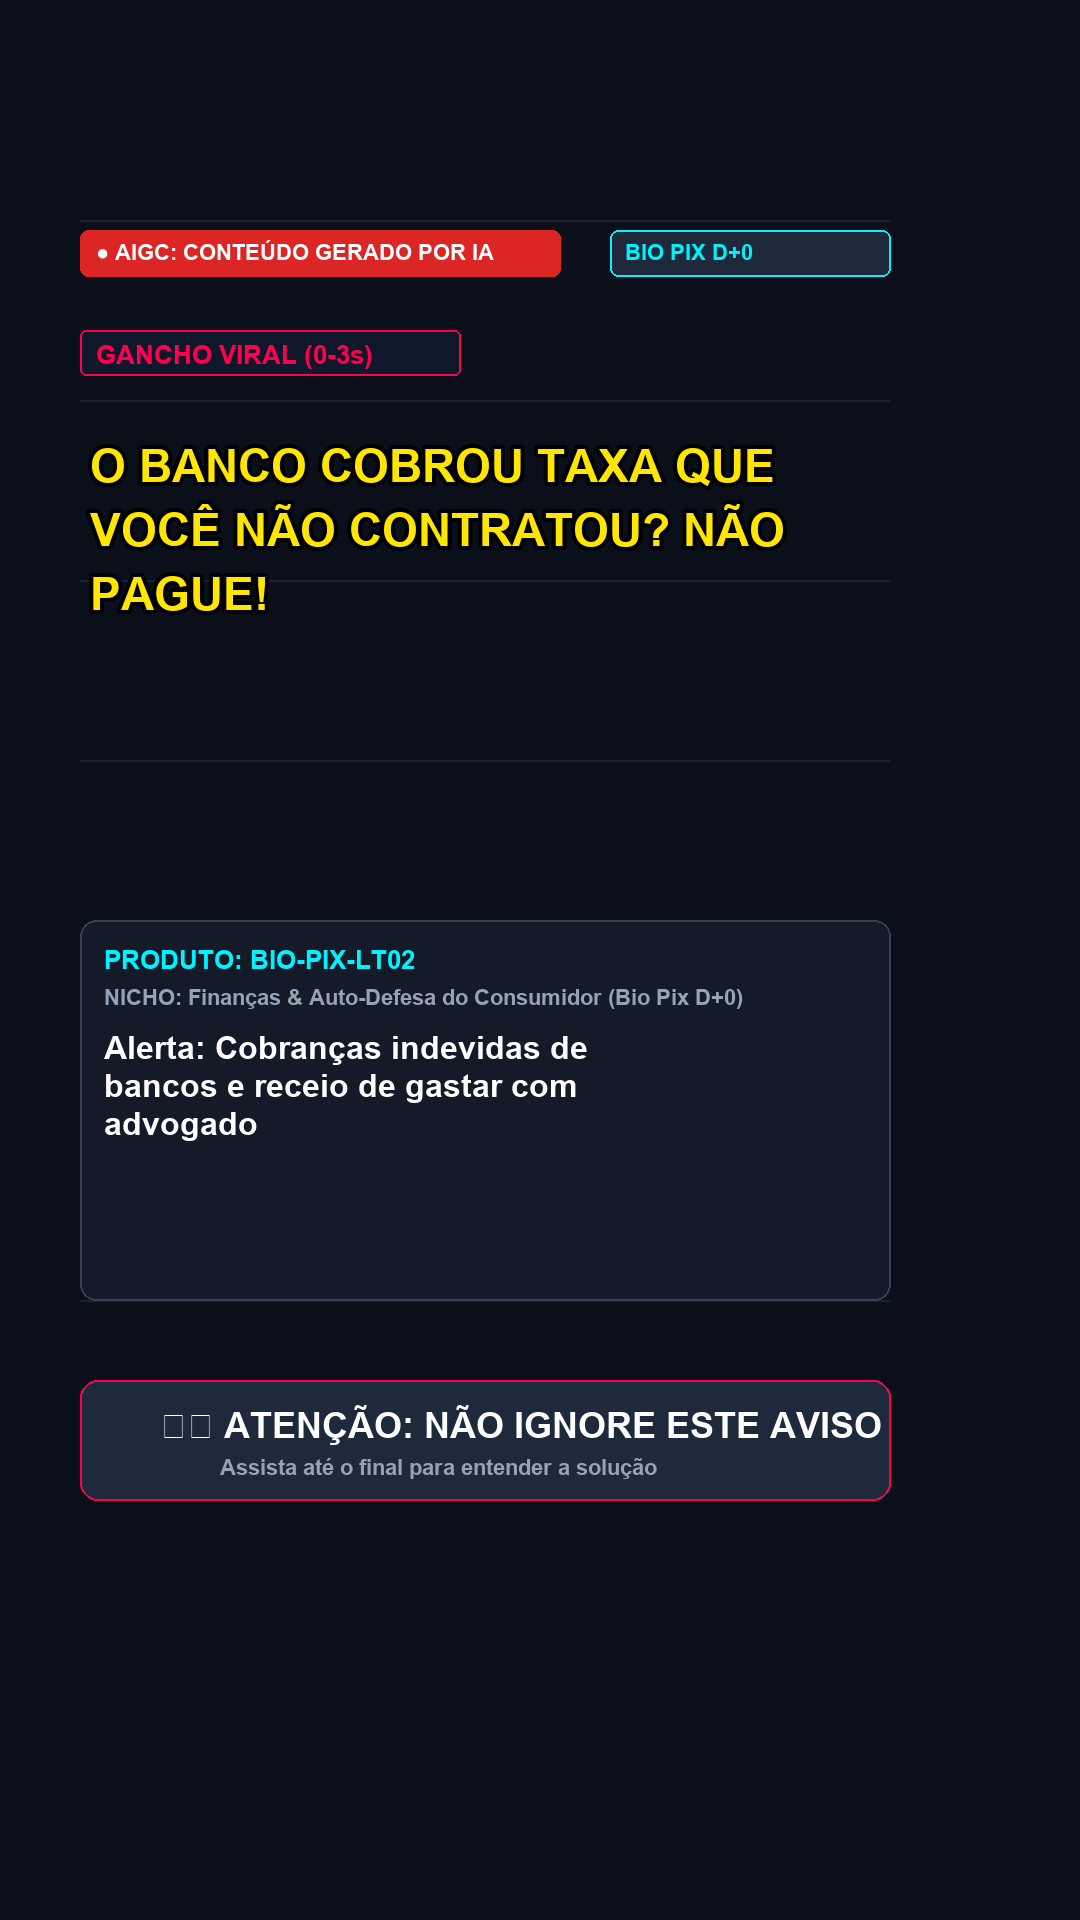 ● AIGC: CONTEÚDO GERADO POR IA
BIO PIX D+0
GANCHO VIRAL (0-3s)
O BANCO COBROU TAXA QUE
VOCÊ NÃO CONTRATOU? NÃO
PAGUE!
PRODUTO: BIO-PIX-LT02
NICHO: Finanças & Auto-Defesa do Consumidor (Bio Pix D+0)
Alerta: Cobranças indevidas de
bancos e receio de gastar com
advogado
□□ ATENÇÃO: NÃO IGNORE ESTE AVISO
Assista até o final para entender a solução